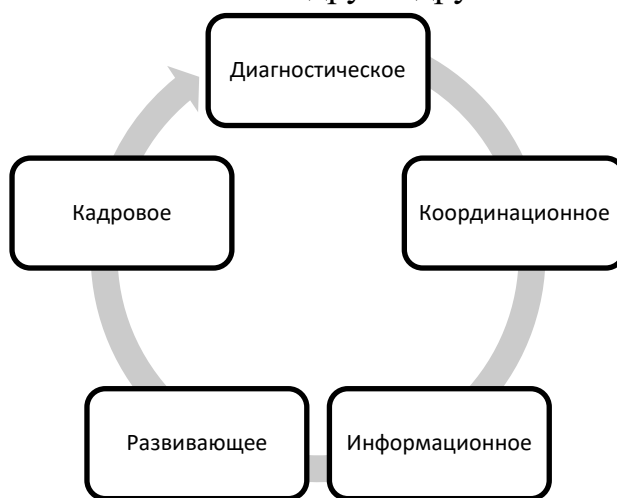 Диагностическое
Координационное
Информационное
Развивающее
Кадровое